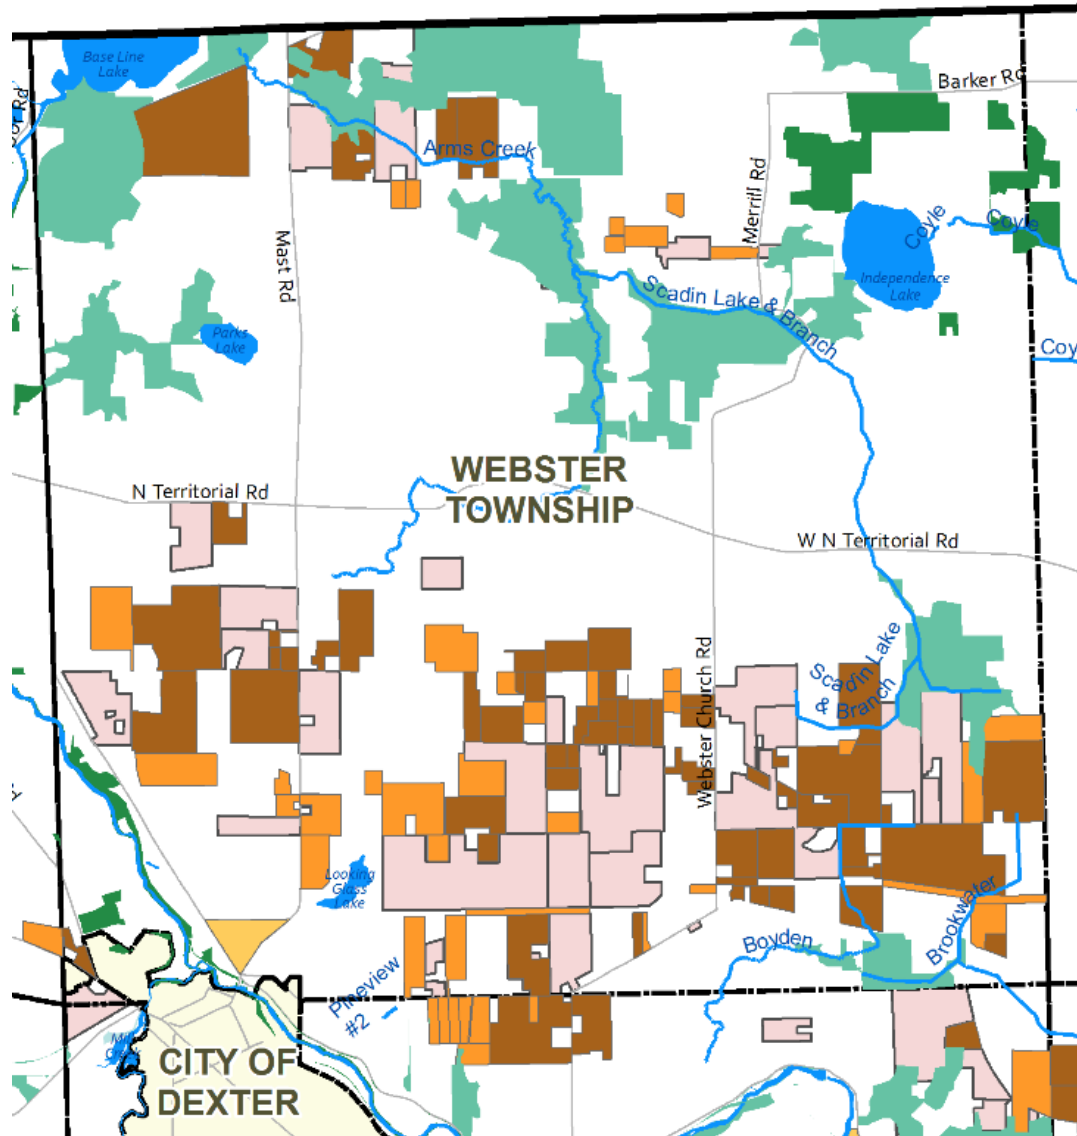 Base Line
Lake
Barker Rd
Arms Creek
Merrill Rd
Coyle
Coyle
Mast Rd
Independence
Lake
Scadin Lake & Branch
Parks
Lake
Coy
WEBSTER
TOWNSHIP
N Territorial Rd
W N Territorial Rd
Webster Church Rd
Scadin Lake
& Branch
Looking
Glass
Lake
Brookwater
Boyden
Pineview
#2
CITY OF
DEXTER